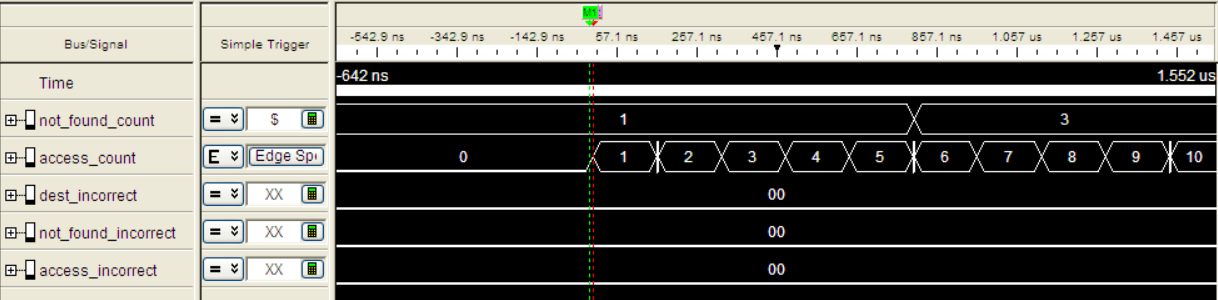 M1:
Bus/Signal Simple Trigger -542.9 ns -342.9 ns -142.9 ns 57.1 ns 257.1 ns 457.1 ns 657.1 ns 857.1 ns 1.057 us 1.257 us 1.457 us
Time -642 ns 1.552 us
not_found_count = $ 1 3
access_count E Edge Spe 0 1 2 3 4 5 6 7 8 9 10
dest_incorrect = XX 00
not_found_incorrect = XX 00
access_incorrect = XX 00